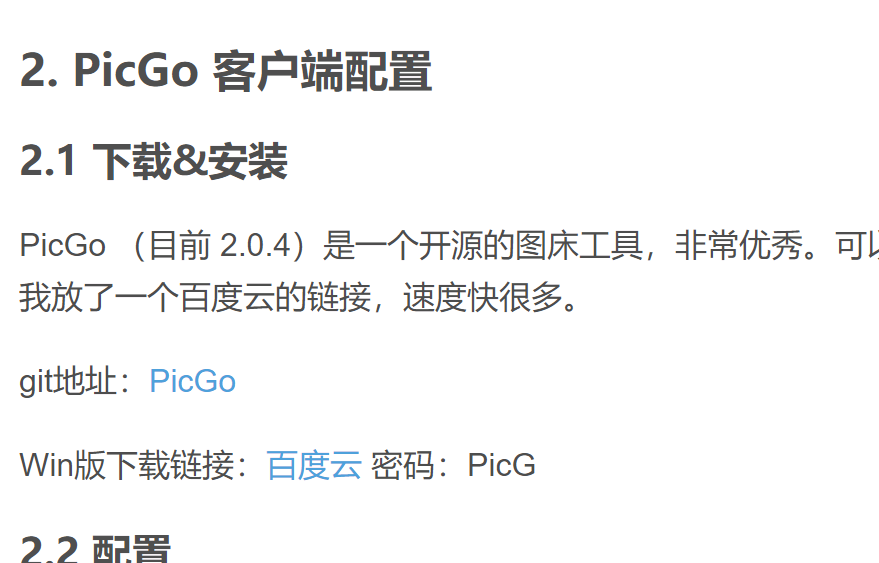 2. PicGo 客户端配置
2.1 下载&安装
PicGo （目前 2.0.4）是一个开源的图床工具，非常优秀。可以
我放了一个百度云的链接，速度快很多。
git地址：PicGo
Win版下载链接：百度云 密码：PicG
2.2 配置